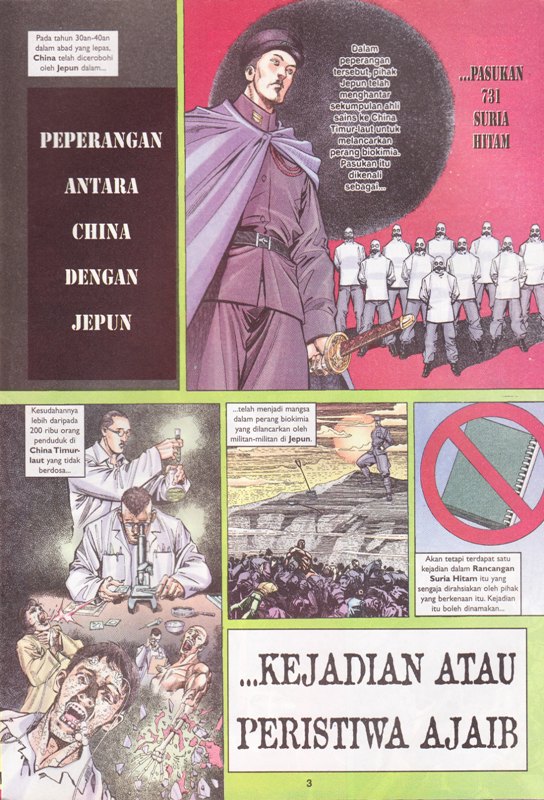 Pada tahun 30an-40an
dalam abad yang lepas,
China telah dicerobohi
oleh Jepun dalam...
PEPERANGAN
ANTARA
CHINA
DENGAN
JEPUN
Dalam
peperangan
tersebut, pihak
Jepun telah
menghantar
sekumpulan ahli
sains ke China
Timur-laut untuk
melancarkan
perang biokimia.
Pasukan itu
dikenali
sebagai...
...PASUKAN
731
SURIA
HITAM
Kesudahannya
lebih daripada
200 ribu orang
penduduk di
China Timur-
laut yang tidak
berdosa...
...telah menjadi mangsa
dalam perang biokimia
yang dilancarkan oleh
militan-militan di Jepun.
Akan tetapi terdapat satu
kejadian dalam Rancangan
Suria Hitam itu yang
sengaja dirahsiakan oleh pihak
yang berkenaan itu. Kejadian
itu boleh dinamakan...
...KEJADIAN ATAU
PERISTIWA AJAIB
3